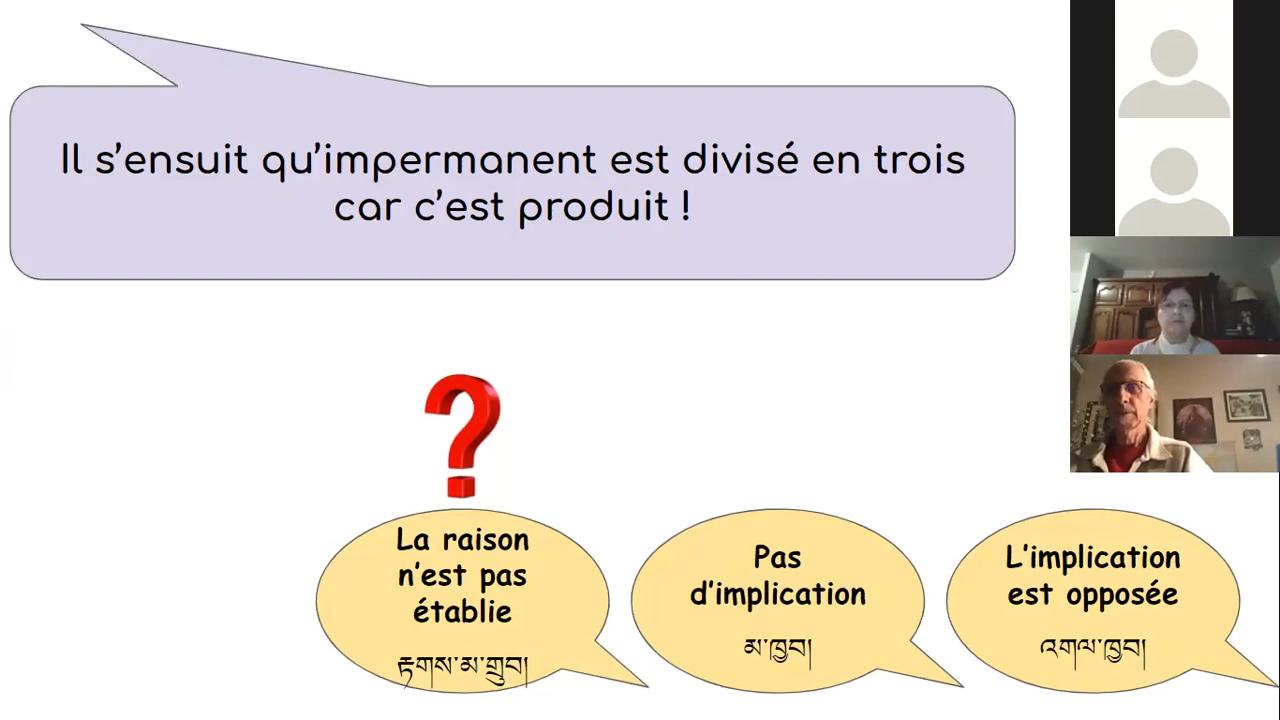 Il s’ensuit qu’impermanent est divisé en trois
car c’est produit !
La raison
n’est pas
établie
རྟགས་མ་གྲུབ།
Pas
d’implication
མ་ཁྱབ།
L’implication
est opposée
འགལ་ཁྱབ།